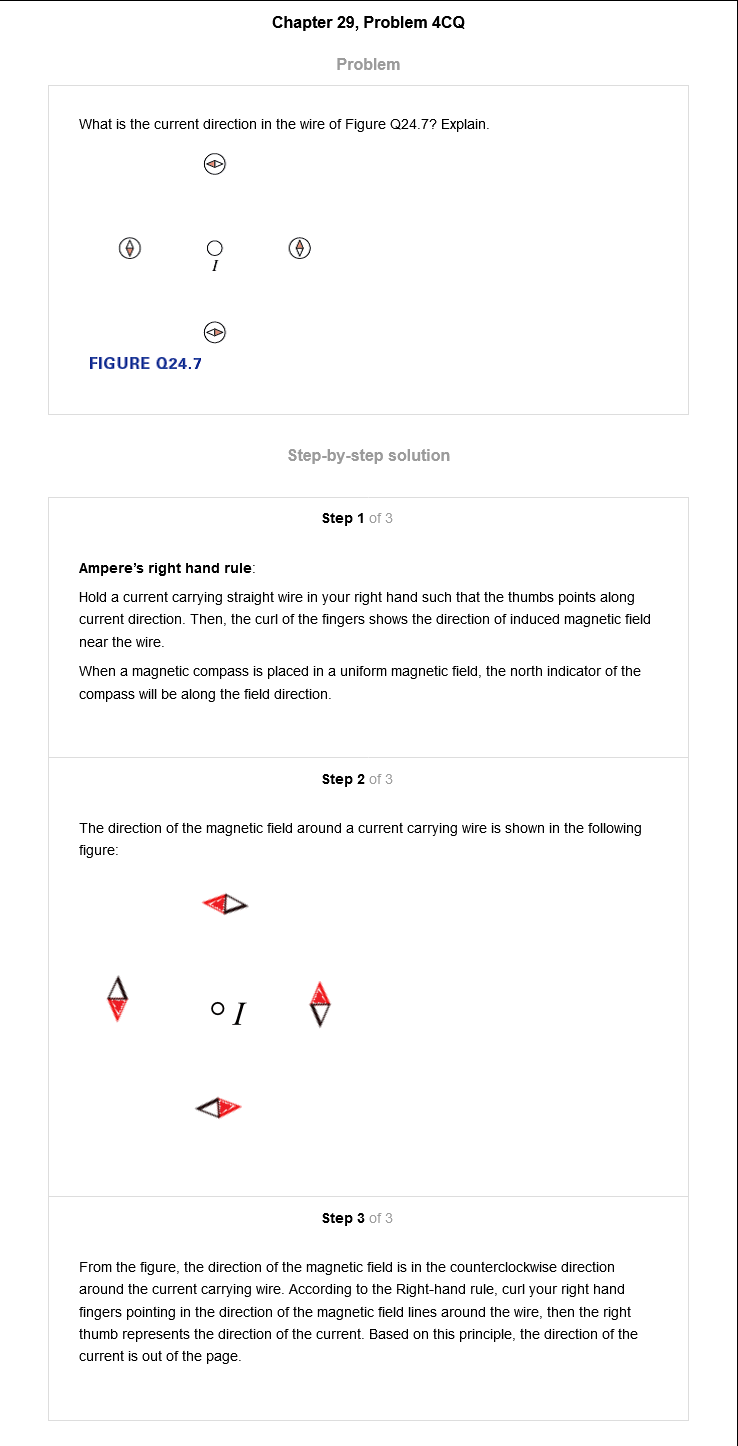 Chapter 29, Problem 4CQ
Problem
What is the current direction in the wire of Figure Q24.7? Explain.
I
FIGURE Q24.7
Step-by-step solution
Step 1 of 3
Ampere's right hand rule:
Hold a current carrying straight wire in your right hand such that the thumbs points along
current direction. Then, the curl of the fingers shows the direction of induced magnetic field
near the wire.
When a magnetic compass is placed in a uniform magnetic field, the north indicator of the
compass will be along the field direction.
Step 2 of 3
The direction of the magnetic field around a current carrying wire is shown in the following
figure:
I
Step 3 of 3
From the figure, the direction of the magnetic field is in the counterclockwise direction
around the current carrying wire. According to the Right-hand rule, curl your right hand
fingers pointing in the direction of the magnetic field lines around the wire, then the right
thumb represents the direction of the current. Based on this principle, the direction of the
current is out of the page.